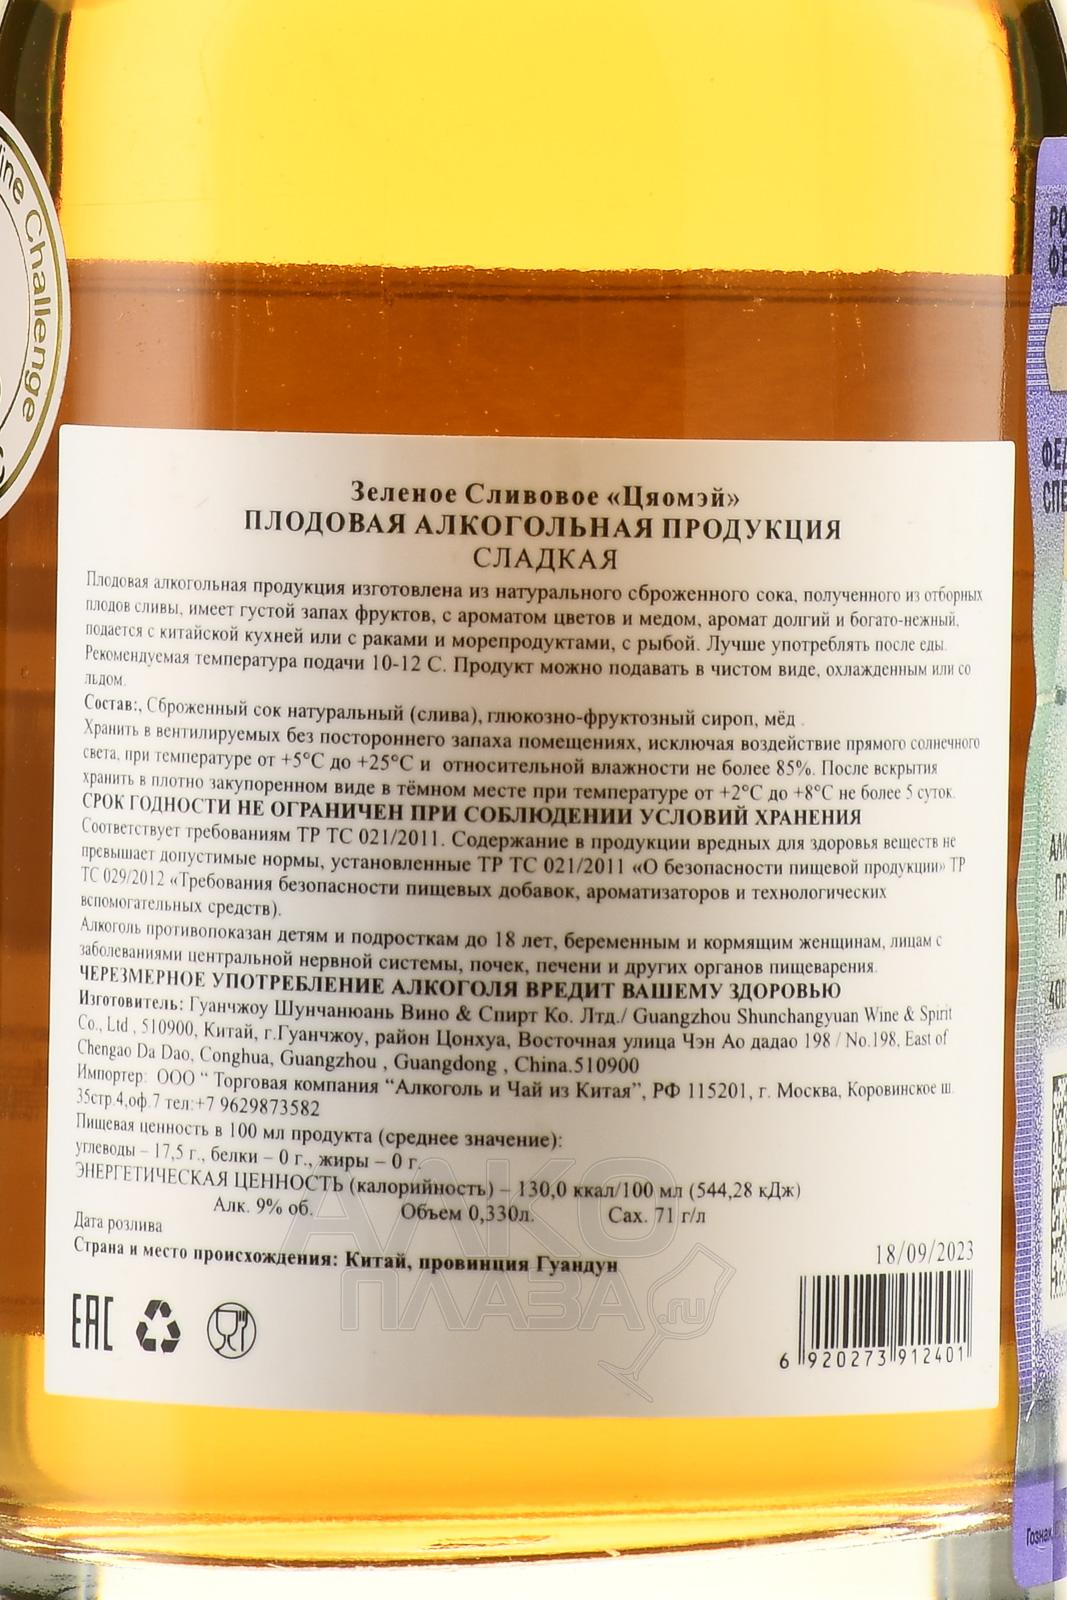 ine Challenge
Зеленое Сливовое «Цяомэй»
ПЛОДОВАЯ АЛКОГОЛЬНАЯ ПРОДУКЦИЯ
СЛАДКАЯ
Плодовая алкогольная продукция изготовлена из натурального сброженного сока, полученного из отборных
плодов сливы, имеет густой запах фруктов, с ароматом цветов и медом, аромат долгий и богато-нежный,
подается с китайской кухней или с раками и морепродуктами, с рыбой. Лучше употреблять после еды.
Рекомендуемая температура подачи 10-12 С. Продукт можно подавать в чистом виде, охлажденным или со
льдом.
Состав:, Сброженный сок натуральный (слива), глюкозно-фруктозный сироп, мёд .
Хранить в вентилируемых без постороннего запаха помещениях, исключая воздействие прямого солнечного
света, при температуре от +5°С до +25°С и относительной влажности не более 85%. После вскрытия
хранить в плотно закупоренном виде в тёмном месте при температуре от +2°С до +8°С не более 5 суток.
СРОК ГОДНОСТИ НЕ ОГРАНИЧЕН ПРИ СОБЛЮДЕНИИ УСЛОВИЙ ХРАНЕНИЯ
Соответствует требованиям ТР ТС 021/2011. Содержание в продукции вредных для здоровья веществ не
превышает допустимые нормы, установленные ТР ТС 021/2011 «О безопасности пищевой продукции» ТР
ТС 029/2012 «Требования безопасности пищевых добавок, ароматизаторов и технологических
вспомогательных средств).
Алкоголь противопоказан детям и подросткам до 18 лет, беременным и кормящим женщинам, лицам с
заболеваниями центральной нервной системы, почек, печени и других органов пищеварения.
ЧЕРЕЗМЕРНОЕ УПОТРЕБЛЕНИЕ АЛКОГОЛЯ ВРЕДИТ ВАШЕМУ ЗДОРОВЬЮ
Изготовитель: Гуанчжоу Шунчанюань Вино & Спирт Ко. Лтд./ Guangzhou Shunchangyuan Wine & Spirit
Co., Ltd , 510900, Китай, г.Гуанчжоу, район Цонхуа, Восточная улица Чэн Ао дадао 198 / No.198, East of
Chengao Da Dao, Conghua, Guangzhou , Guangdong , China.510900
Импортер: ООО “ Торговая компания “Алкоголь и Чай из Китая”, РФ 115201, г. Москва, Коровинское ш.
35стр.4,оф.7 тел:+7 9629873582
Пищевая ценность в 100 мл продукта (среднее значение):
углеводы – 17,5 г., белки – 0 г., жиры – 0 г.
ЭНЕРГЕТИЧЕСКАЯ ЦЕННОСТЬ (калорийность) – 130,0 ккал/100 мл (544,28 кДж)
Алк. 9% об. Объем 0,330л. Сах. 71 г/л
Дата розлива 18/09/2023
Страна и место происхождения: Китай, провинция Гуандун
EAC
6 920273 912401
АЛКО
ПЛАЗА.ru
РО
ФЕ
ФЕД
СПЕ
АЛК
ПР
400
Гознак